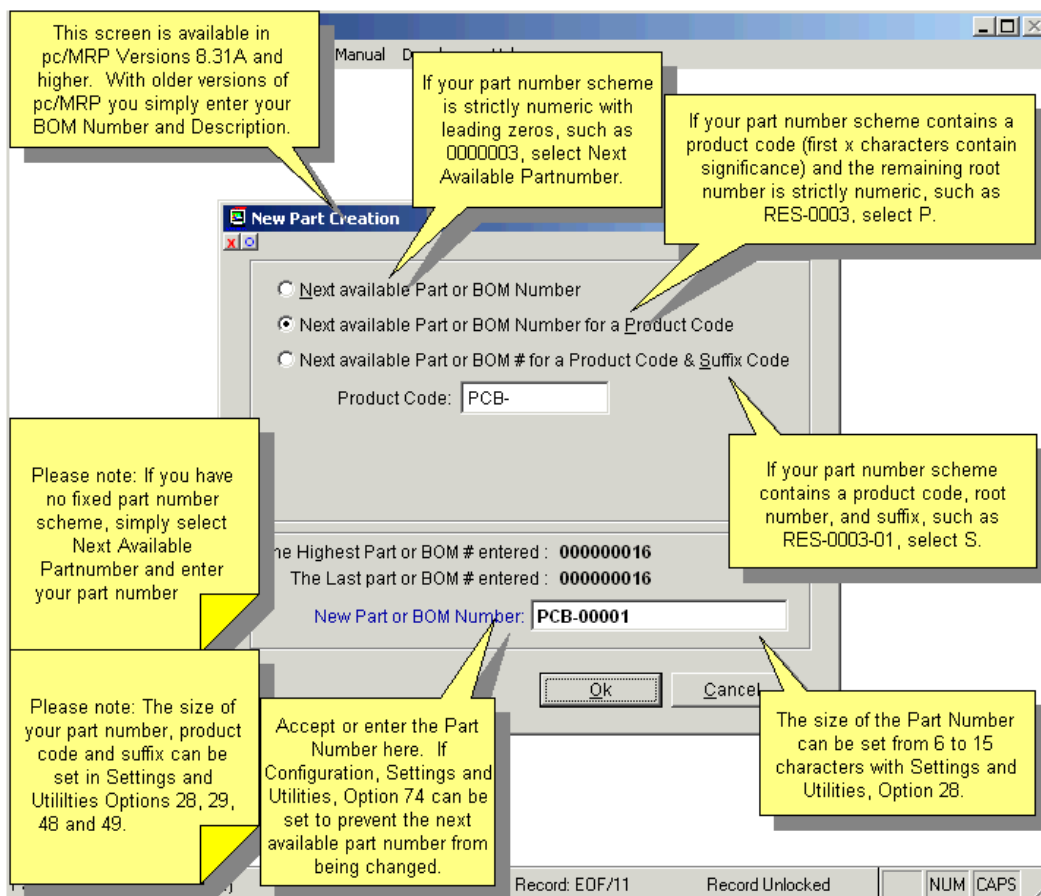 This screen is available in
pc/MRP Versions 8.31A and
higher. With older versions of
pc/MRP you simply enter your
BOM Number and Description.
Manual
If your part number scheme
is strictly numeric with
leading zeros, such as
0000003, select Next
Available Partnumber.
If your part number scheme contains a
product code (first x characters contain
significance) and the remaining root
number is strictly numeric, such as
RES-0003, select P.
New Part Creation
Next available Part or BOM Number
Next available Part or BOM Number for a Product Code
Next available Part or BOM # for a Product Code & Suffix Code
Product Code: PCB-
Please note: If you have
no fixed part number
scheme, simply select
Next Available
Partnumber and enter
your part number
If your part number scheme
contains a product code, root
number, and suffix, such as
RES-0003-01, select S.
Highest Part or BOM # entered : 000000016
The Last part or BOM # entered : 000000016
New Part or BOM Number: PCB-00001
Ok
Cancel
Please note: The size of
your part number, product
code and suffix can be
set in Settings and
Utililties Options 28, 29,
48 and 49.
Accept or enter the Part
Number here. If
Configuration, Settings and
Utilities, Option 74 can be
set to prevent the next
available part number from
being changed.
The size of the Part Number
can be set from 6 to 15
characters with Settings and
Utilities, Option 28.
Record: EOF/11
Record Unlocked
NUM
CAPS